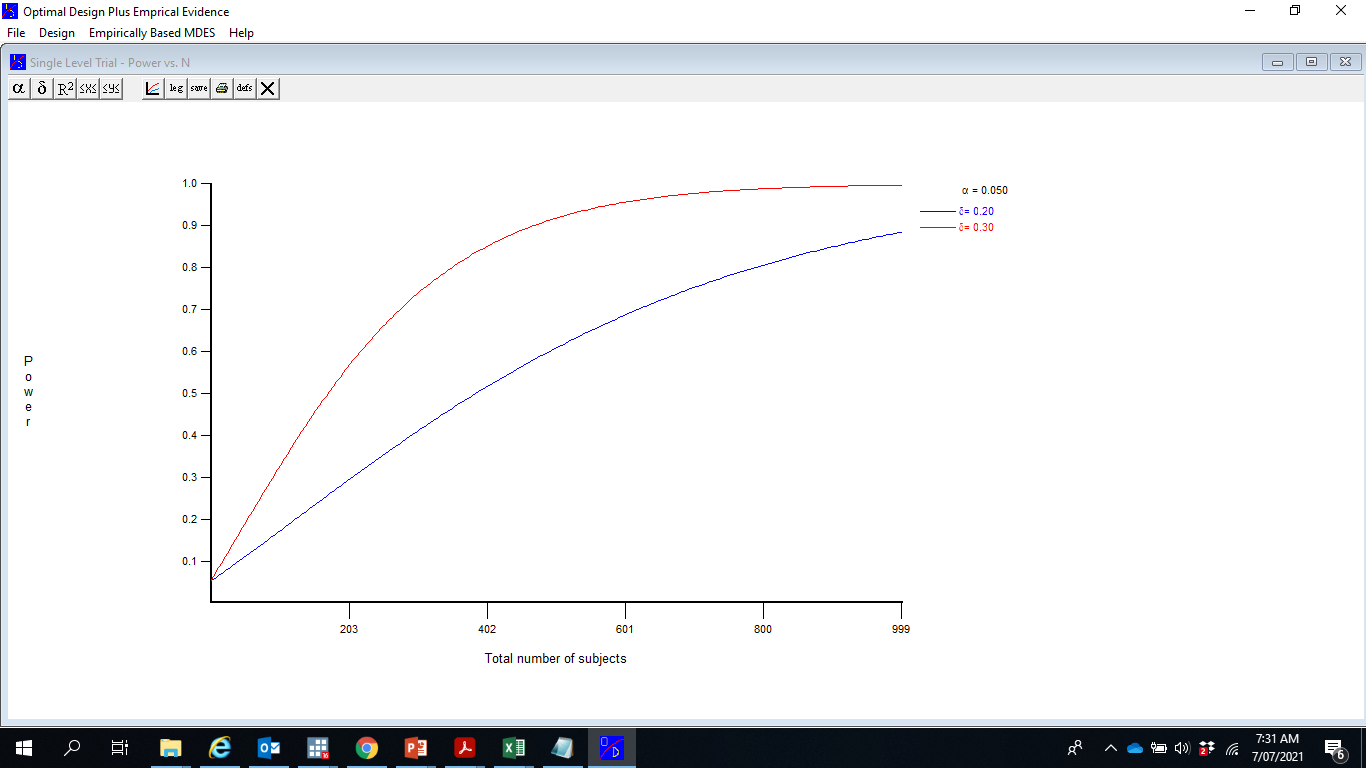 Optimal Design Plus Emprical Evidence
File Design Empirically Based MDES Help
Single Level Trial - Power vs. N
α δ R² ≤X≤ ≤Y≤ leg save defs
1.0
0.9
0.8
0.7
0.6
0.5
0.4
0.3
0.2
0.1
Power
203 402 601 800 999
Total number of subjects
α = 0.050
δ= 0.20
δ= 0.30
7:31 AM
7/07/2021
6